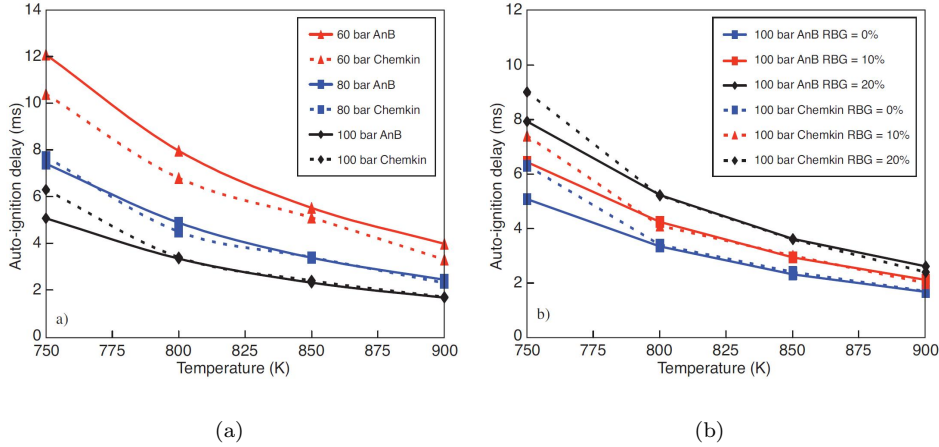 14
12
10
8
6
4
2
0
Auto-ignition delay (ms)
60 bar AnB
60 bar Chemkin
80 bar AnB
80 bar Chemkin
100 bar AnB
100 bar Chemkin
a)
750 775 800 825 850 875 900
Temperature (K)
(a)
12
10
8
6
4
2
0
Auto-ignition delay (ms)
100 bar AnB RBG = 0%
100 bar AnB RBG = 10%
100 bar AnB RBG = 20%
100 bar Chemkin RBG = 0%
100 bar Chemkin RBG = 10%
100 bar Chemkin RBG = 20%
b)
750 775 800 825 850 875 900
Temperature (K)
(b)